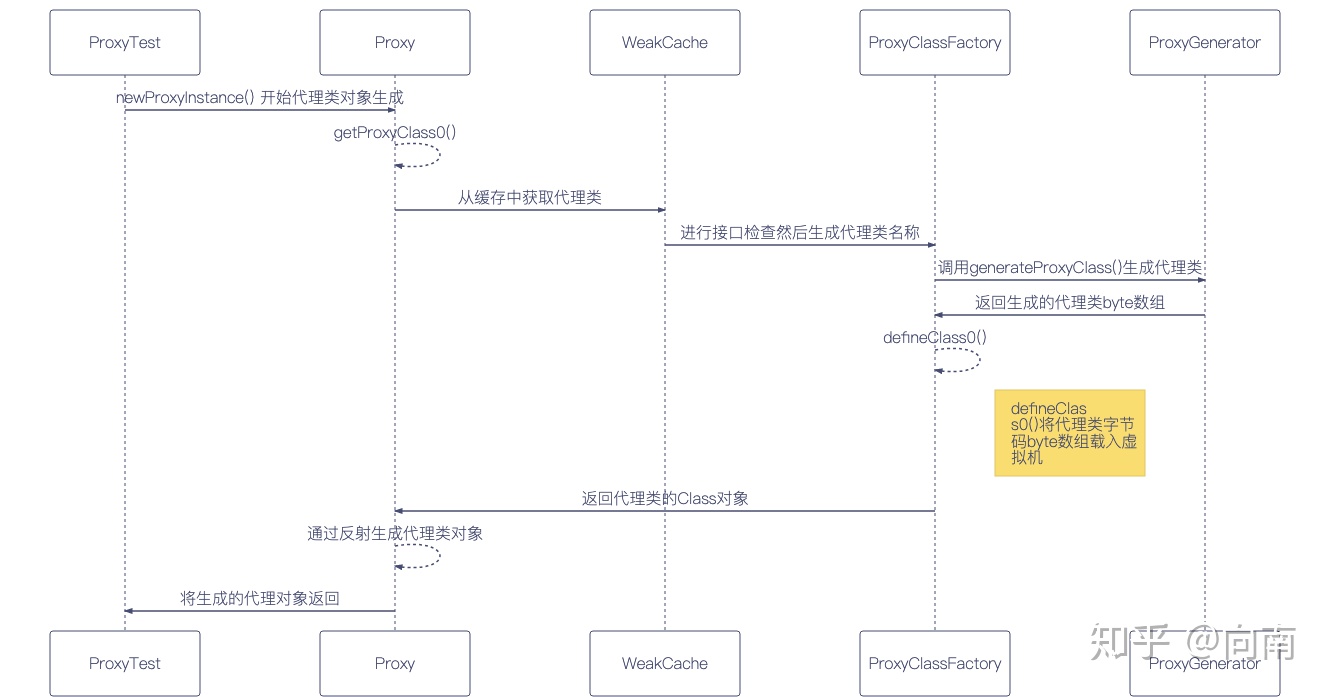 ProxyTest
Proxy
WeakCache
ProxyClassFactory
ProxyGenerator
newProxyInstance() 开始代理类对象生成
getProxyClass0()
从缓存中获取代理类
进行接口检查然后生成代理类名称
调用generateProxyClass()生成代理类
返回生成的代理类byte数组
defineClass0()
defineClas
s0()将代理类字节
码byte数组载入虚
拟机
返回代理类的Class对象
通过反射生成代理类对象
将生成的代理对象返回
ProxyTest
Proxy
WeakCache
ProxyClassFactory
ProxyGenerator
知乎 @向南